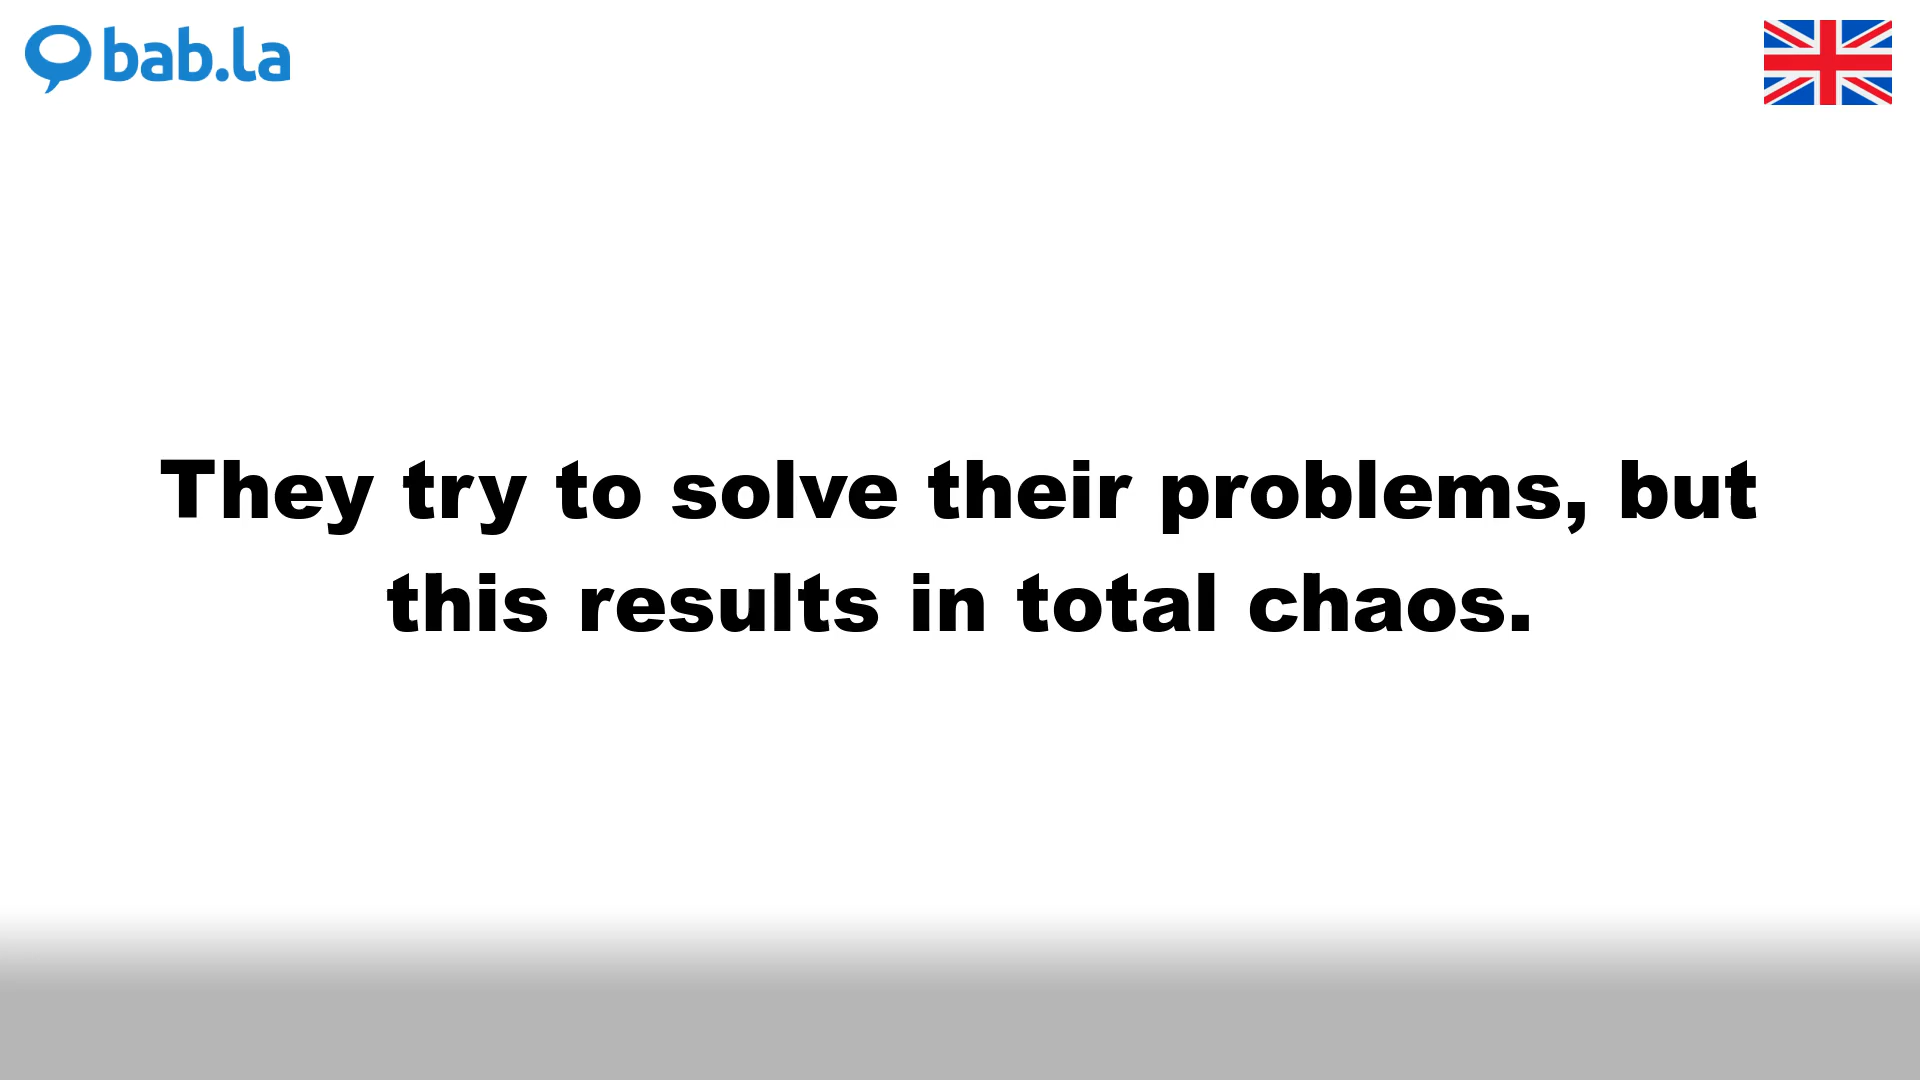 bab.la
They try to solve their problems, but
this results in total chaos.